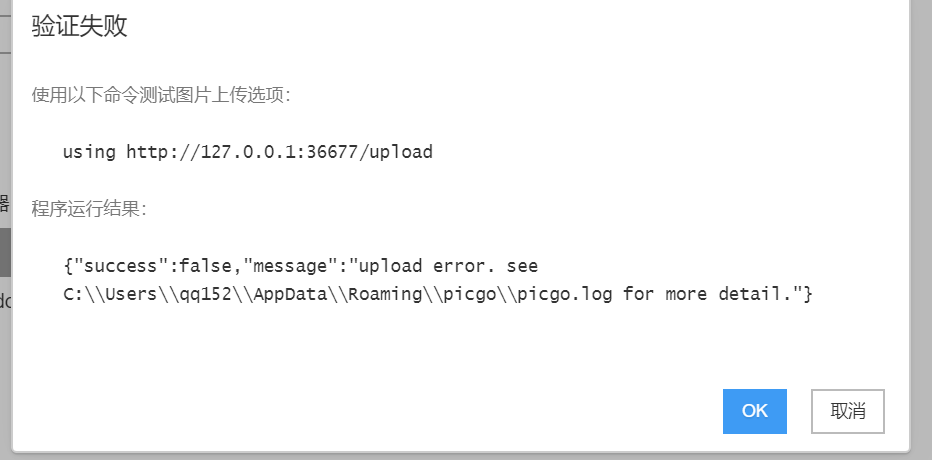 验证失败
使用以下命令测试图片上传选项：
using http://127.0.0.1:36677/upload
器
程序运行结果：
{"success":false,"message":"upload error. see
C:\\Users\\qq152\\AppData\\Roaming\\picgo\\picgo.log for more detail."}
OK
取消